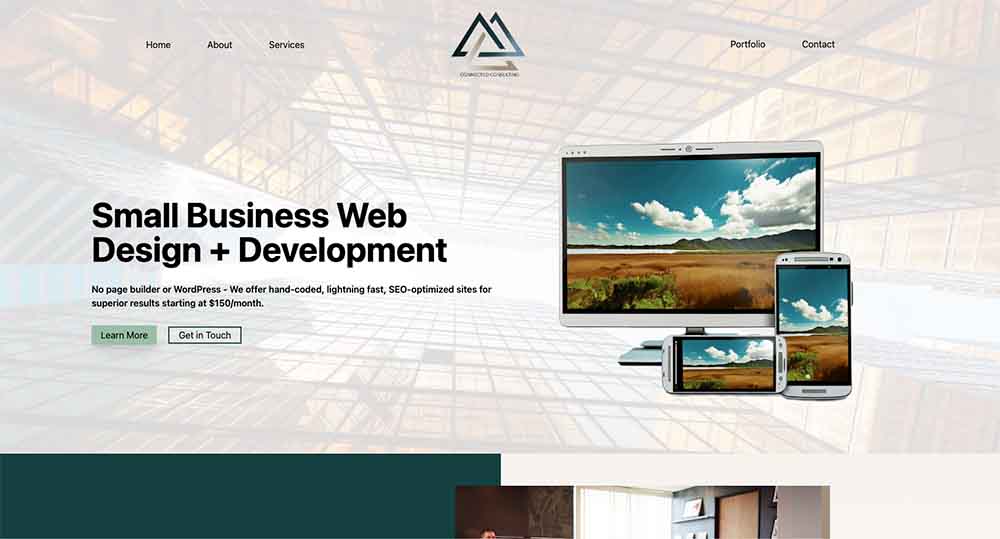 Home
About
Services
CONNECTED CONSULTING
Portfolio
Contact
Small Business Web
Design + Development
No page builder or WordPress - We offer hand-coded, lightning fast, SEO-optimized sites for
superior results starting at $150/month.
Learn More
Get in Touch